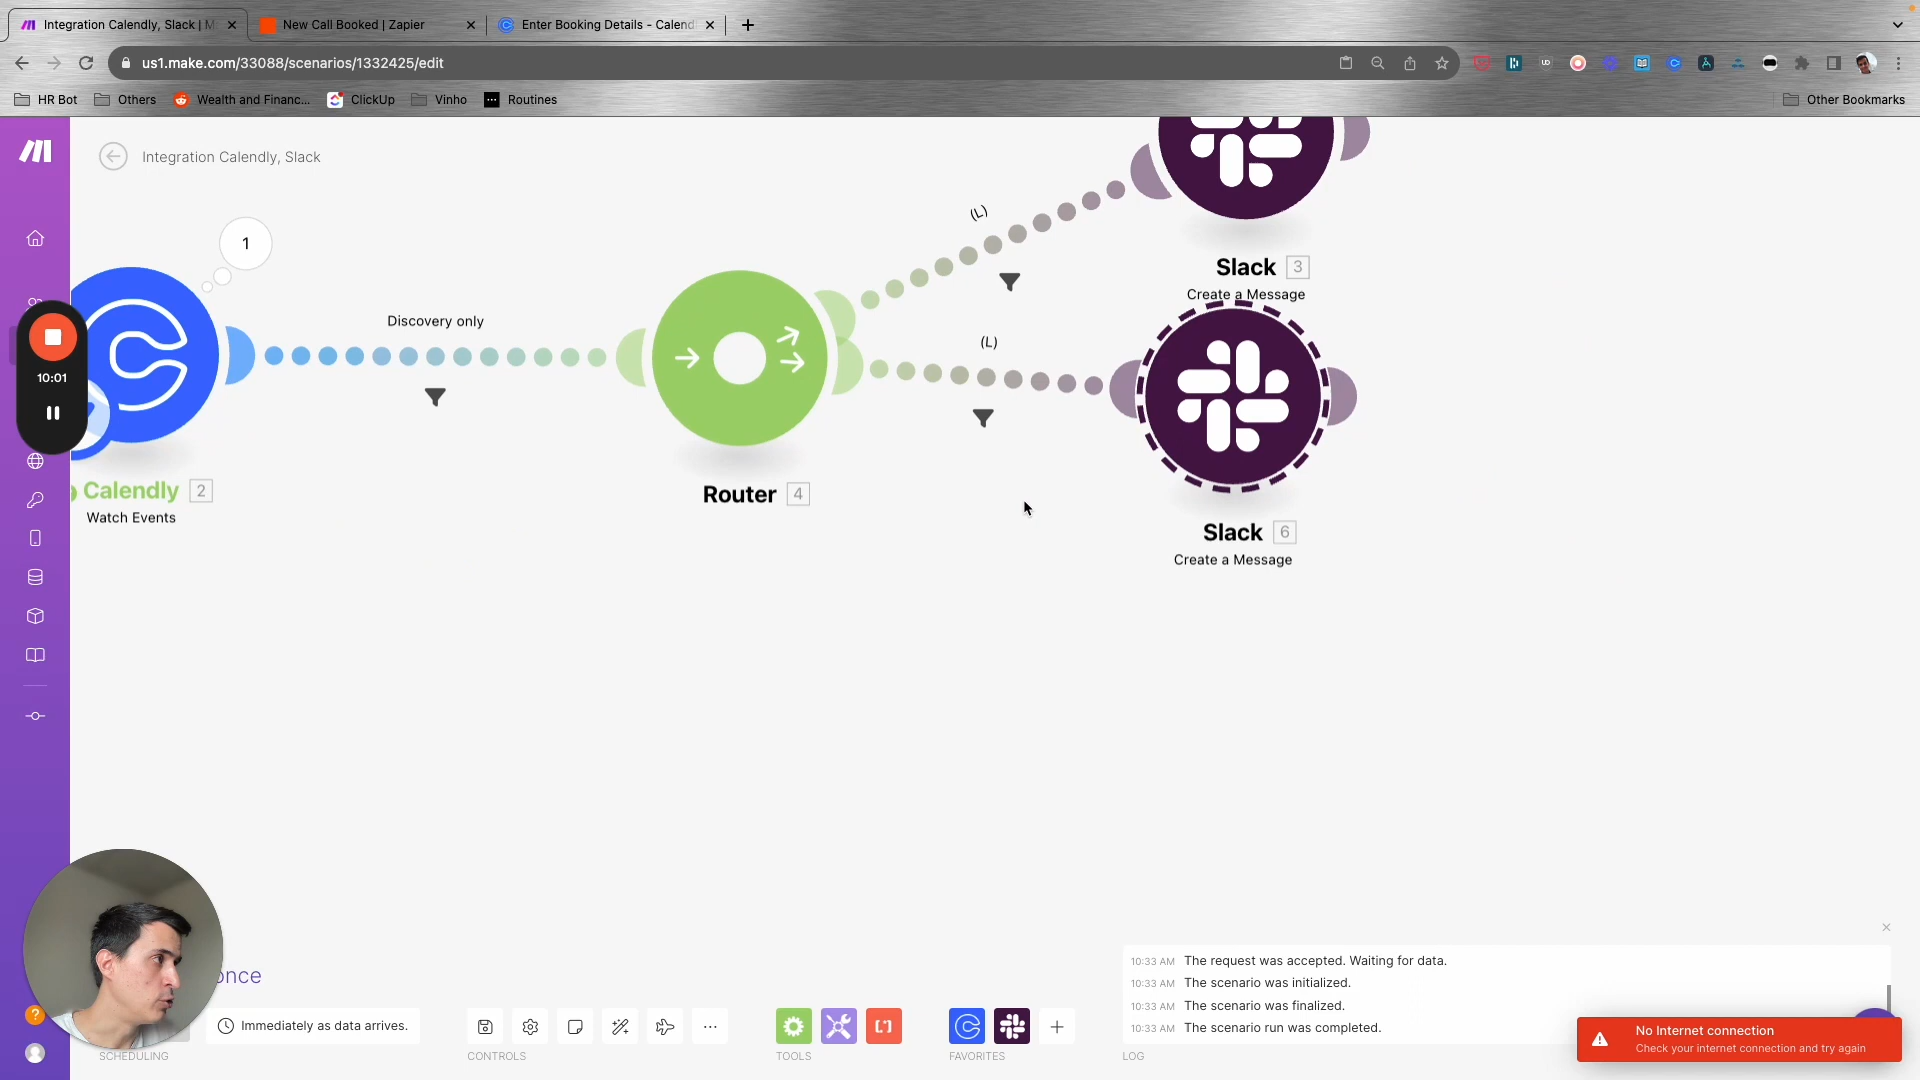 Integration Calendly, Slack | M
New Call Booked | Zapier
Enter Booking Details - Calend
us1.make.com/33088/scenarios/1332425/edit
HR Bot
Others
Wealth and Financ...
ClickUp
Vinho
Routines
Other Bookmarks
Integration Calendly, Slack
1
(L)
Slack 3
Create a Message
Discovery only
(L)
10:01
Calendly 2
Watch Events
Router 4
Slack 6
Create a Message
once
Immediately as data arrives.
SCHEDULING
CONTROLS
TOOLS
FAVORITES
LOG
10:33 AM The request was accepted. Waiting for data.
10:33 AM The scenario was initialized.
10:33 AM The scenario was finalized.
10:33 AM The scenario run was completed.
No Internet connection
Check your internet connection and try again